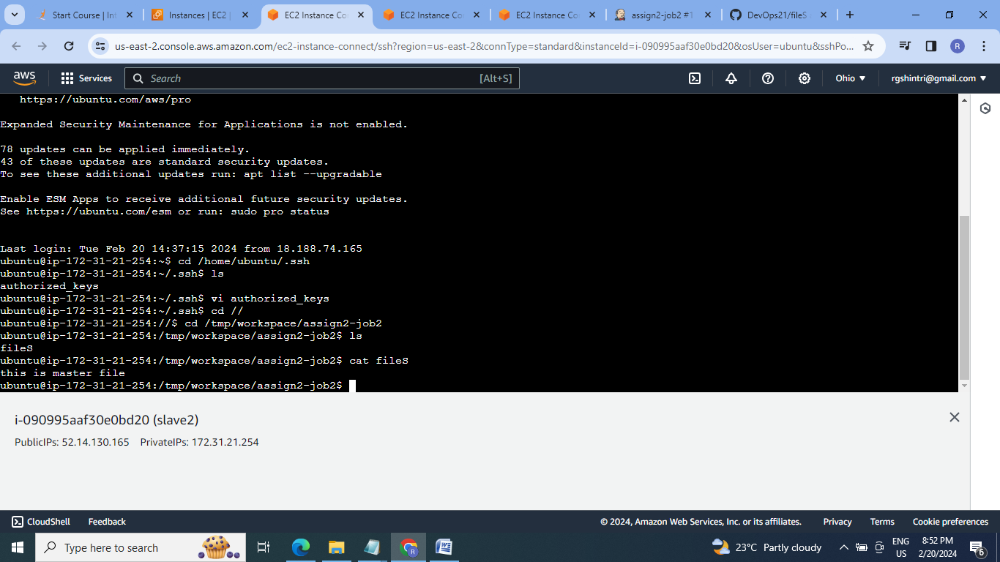 Start Course | Int
Instances | EC2 |
EC2 Instance Co
EC2 Instance Co
EC2 Instance Co
assign2-job2 #1
DevOps21/fileS
us-east-2.console.aws.amazon.com/ec2-instance-connect/ssh?region=us-east-2&connType=standard&instanceId=i-090995aaf30e0bd20&osUser=ubuntu&sshPo...
R
aws
Services
Search
[Alt+S]
Ohio
rgshintri@gmail.com
https://ubuntu.com/aws/pro
Expanded Security Maintenance for Applications is not enabled.
78 updates can be applied immediately.
43 of these updates are standard security updates.
To see these additional updates run: apt list --upgradable
Enable ESM Apps to receive additional future security updates.
See https://ubuntu.com/esm or run: sudo pro status
Last login: Tue Feb 20 14:37:15 2024 from 18.188.74.165
ubuntu@ip-172-31-21-254:~$ cd /home/ubuntu/.ssh
ubuntu@ip-172-31-21-254:~/.ssh$ ls
authorized_keys
ubuntu@ip-172-31-21-254:~/.ssh$ vi authorized_keys
ubuntu@ip-172-31-21-254:~/.ssh$ cd //
ubuntu@ip-172-31-21-254://$ cd /tmp/workspace/assign2-job2
ubuntu@ip-172-31-21-254:/tmp/workspace/assign2-job2$ ls
fileS
ubuntu@ip-172-31-21-254:/tmp/workspace/assign2-job2$ cat fileS
this is master file
ubuntu@ip-172-31-21-254:/tmp/workspace/assign2-job2$
i-090995aaf30e0bd20 (slave2)
PublicIPs: 52.14.130.165 PrivateIPs: 172.31.21.254
CloudShell
Feedback
© 2024, Amazon Web Services, Inc. or its affiliates.
Privacy
Terms
Cookie preferences
Type here to search
R
W
23°C Partly cloudy
ENG
US
8:52 PM
2/20/2024
6